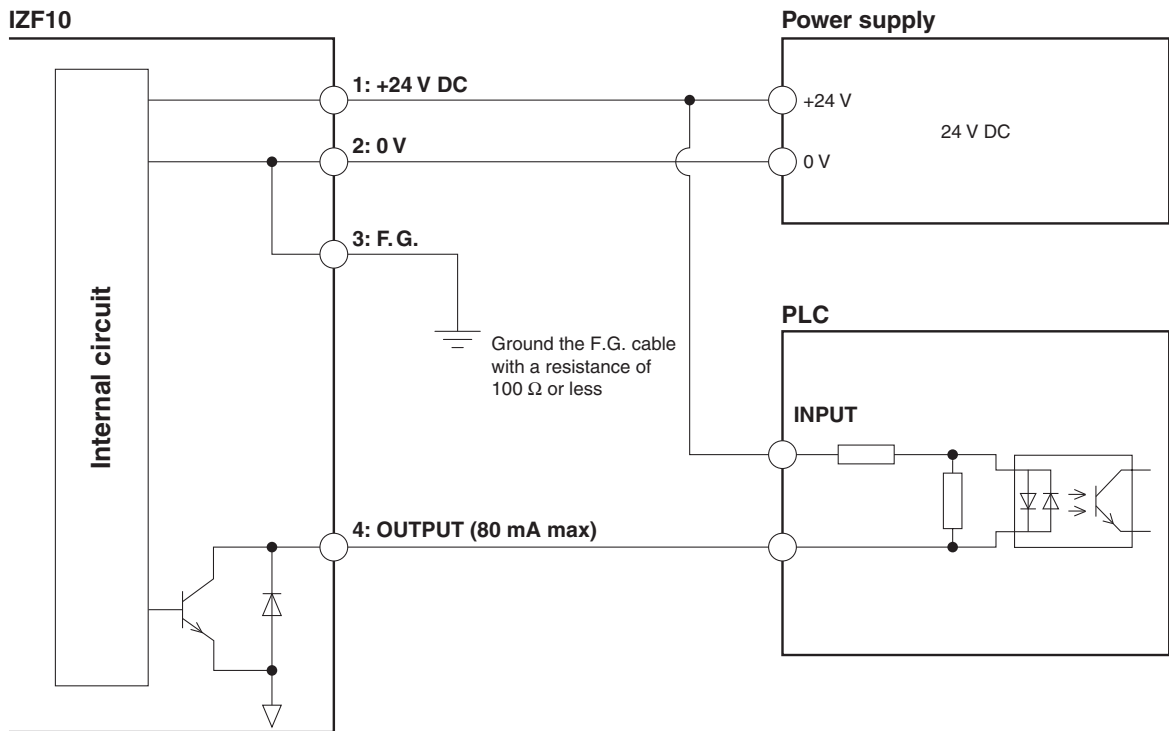 IZF10
Power supply
1: +24 V DC
+24 V
24 V DC
2: 0 V
0 V
3: F.G.
Internal circuit
Ground the F.G. cable
with a resistance of
100 Ω or less
PLC
INPUT
4: OUTPUT (80 mA max)